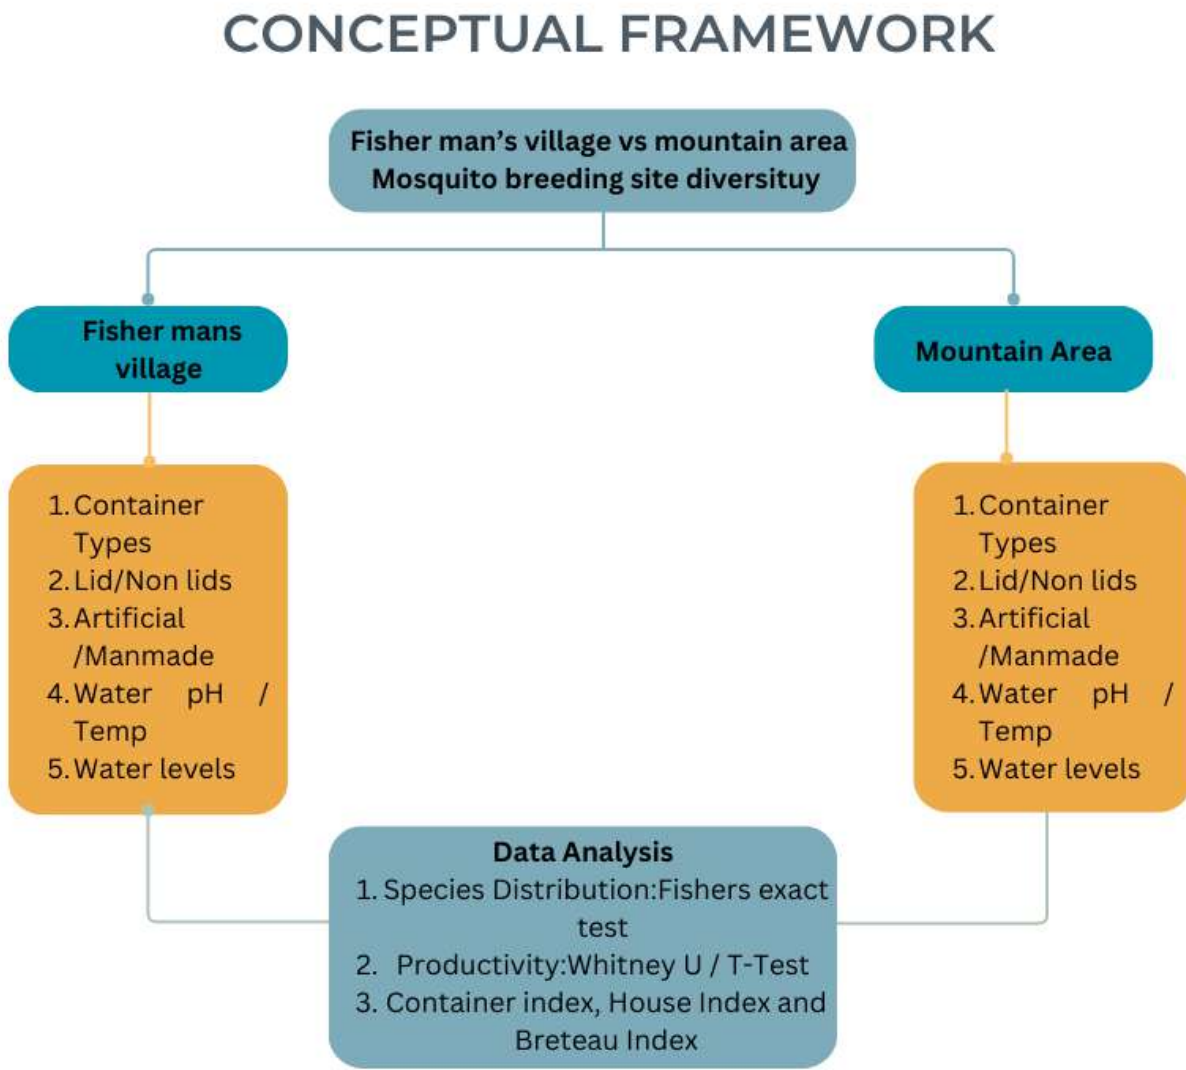 CONCEPTUAL FRAMEWORK
Fisher man's village vs mountain area
Mosquito breeding site diversituy
Fisher mans
village
Mountain Area
1. Container
Types
2. Lid/Non lids
3. Artificial
/Manmade
4. Water pH /
Temp
5. Water levels
1. Container
Types
2. Lid/Non lids
3. Artificial
/Manmade
4. Water pH /
Temp
5. Water levels
Data Analysis
1. Species Distribution:Fishers exact
test
2. Productivity:Whitney U / T-Test
3. Container index, House Index and
Breteau Index